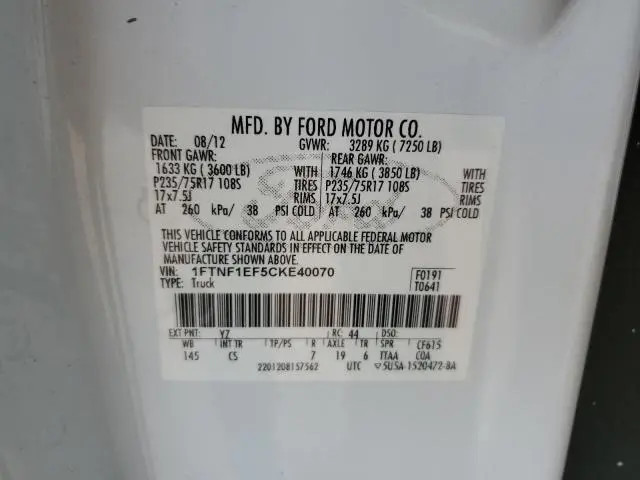 MFD. BY FORD MOTOR CO.
DATE: 08/12 GVWR: 3289 KG ( 7250 LB)
FRONT GAWR: REAR GAWR:
1633 KG ( 3600 LB) WITH 1746 KG ( 3850 LB) WITH
P235/75R17 108S TIRES P235/75R17 108S TIRES
17x7.5J RIMS 17x7.5J RIMS
AT 260 kPa/ 38 PSI COLD AT 260 kPa/ 38 PSI COLD
THIS VEHICLE CONFORMS TO ALL APPLICABLE FEDERAL MOTOR
VEHICLE SAFETY STANDARDS IN EFFECT ON THE DATE OF
MANUFACTURE SHOWN ABOVE.
VIN: 1FTNF1EF5CKE40070 F0191
TYPE: Truck T0641
EXT PNT: YZ RC: 44 DSO:
WB INT TR TP/PS R AXLE TR SPR CF615
145 CS 7 19 6 TTAA COA
2201208157562 UTC ▽5U5A-1520472-BA
Ford